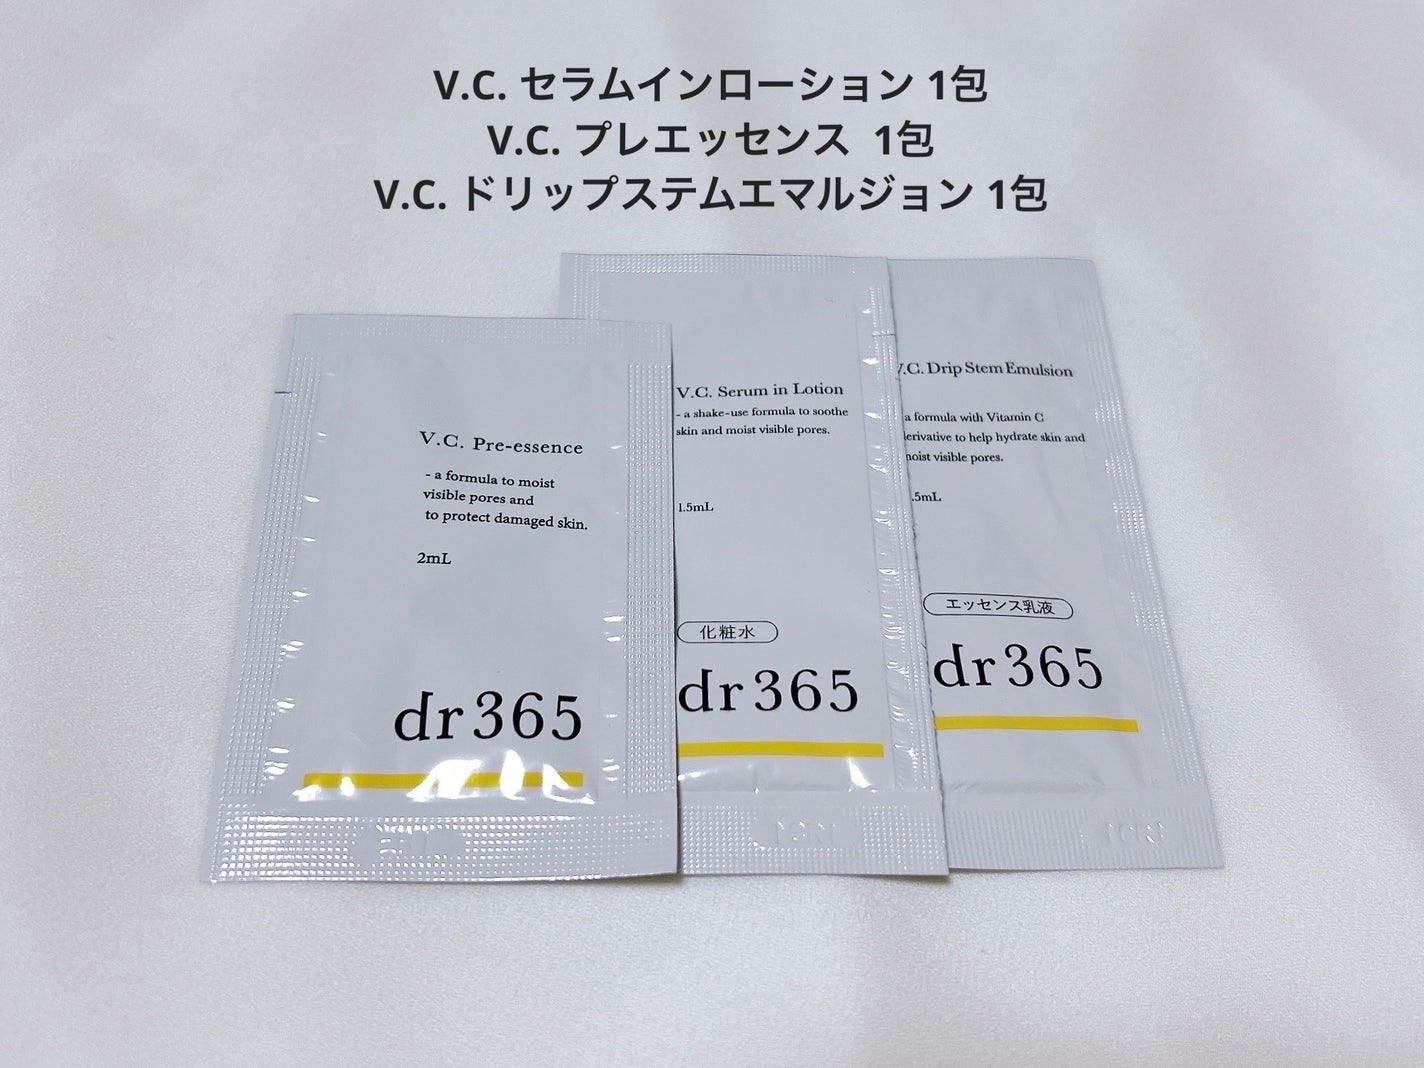 V.C. セラムインローション 1包
V.C. プレエッセンス 1包
V.C. ドリップステムエマルジョン 1包
V.C. Pre-essence
- a formula to moist
visible pores and
to protect damaged skin.
2mL
dr365
V.C. Serum in Lotion
- a shake-use formula to soothe
skin and moist visible pores.
1.5mL
化粧水
dr365
V.C. Drip Stem Emulsion
a formula with Vitamin C
erivative to help hydrate skin and
moist visible pores.
.5mL
エッセンス乳液
dr365